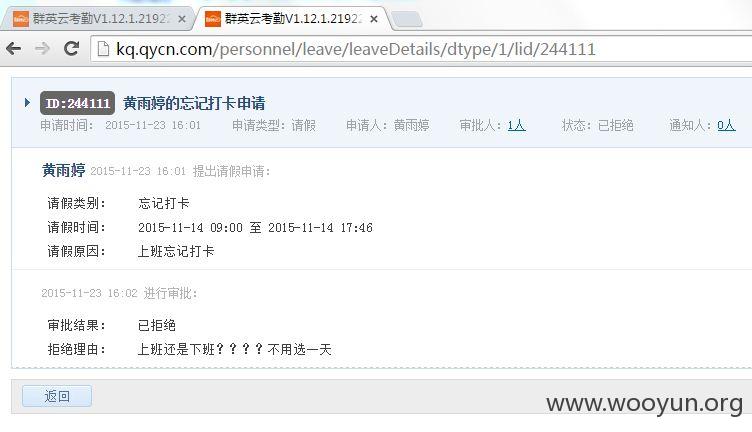 群英云考勤V1.12.1.21922 群英云考勤V1.12.1.21922
kq.qycn.com/personnel/leave/leaveDetails/dtype/1/lid/244111
ID:244111 黄雨婷的忘记打卡申请
申请时间: 2015-11-23 16:01 申请类型:请假 申请人:黄雨婷 审批人:1人 状态:已拒绝 通知人:0人
黄雨婷 2015-11-23 16:01 提出请假申请:
请假类别: 忘记打卡
请假时间: 2015-11-14 09:00 至 2015-11-14 17:46
请假原因: 上班忘记打卡
2015-11-23 16:02 进行审批:
审批结果: 已拒绝
拒绝理由: 上班还是下班????不用选一天
返回
www.wooyun.org